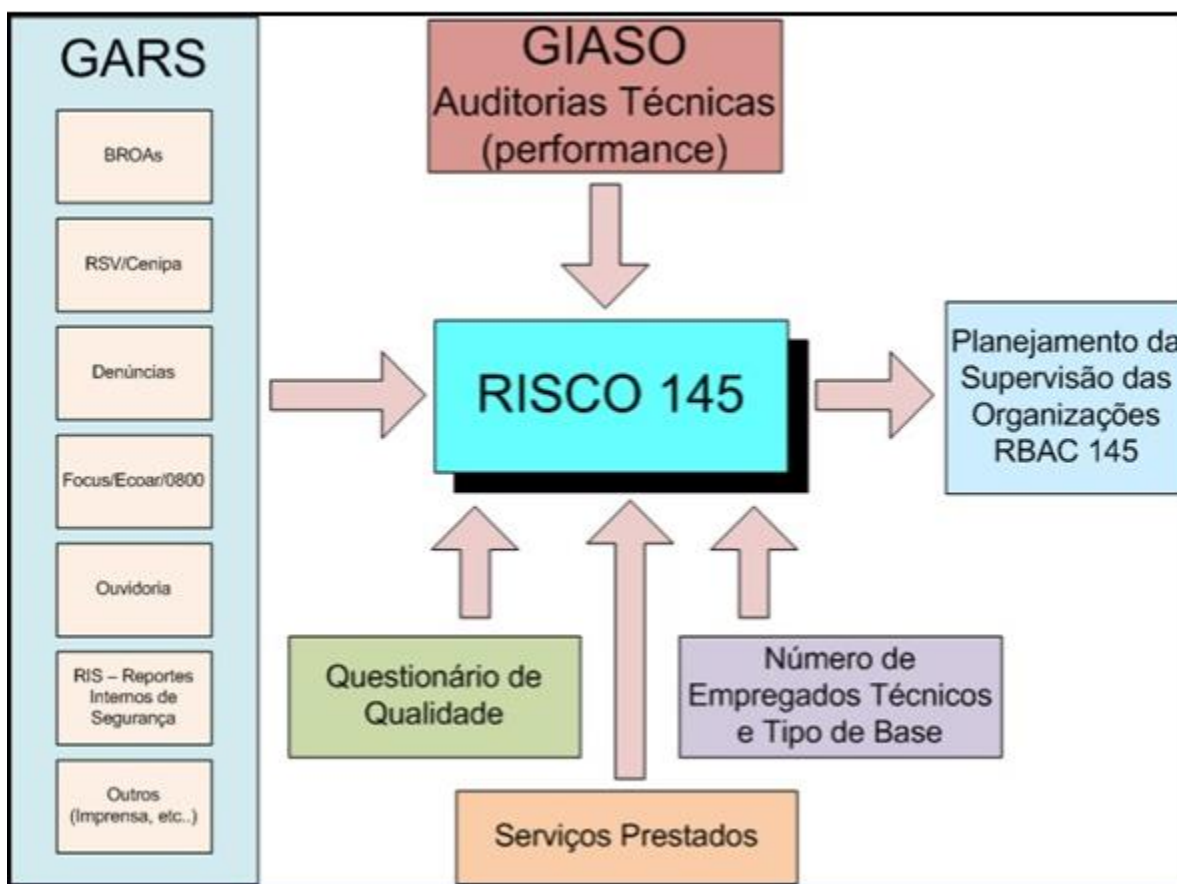 GARS
BROAs
RSV/Cenipa
Denúncias
Focus/Ecoar/0800
Ouvidoria
RIS – Reportes
Internos de
Segurança
Outros
(Imprensa, etc..)
GIASO
Auditorias Técnicas
(performance)
RISCO 145
Planejamento da
Supervisão das
Organizações
RBAC 145
Questionário de
Qualidade
Número de
Empregados Técnicos
e Tipo de Base
Serviços Prestados